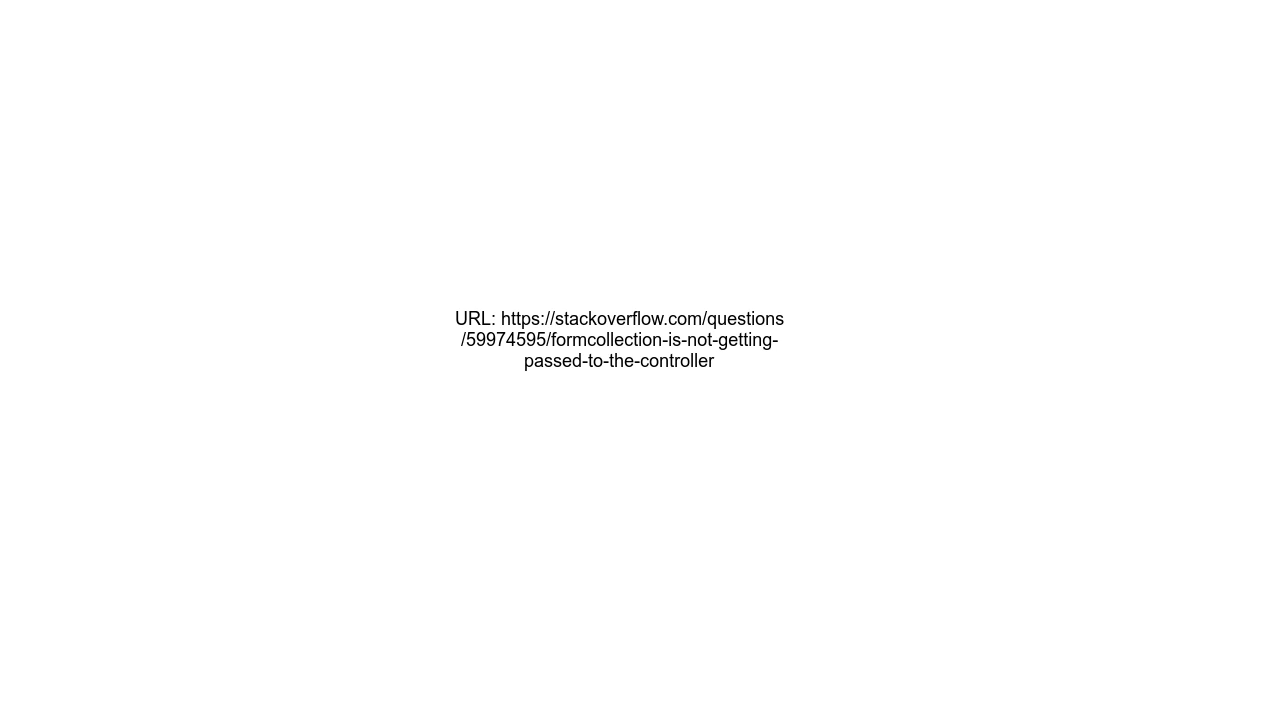 URL: https://stackoverflow.com/questions
/59974595/formcollection-is-not-getting-
passed-to-the-controller